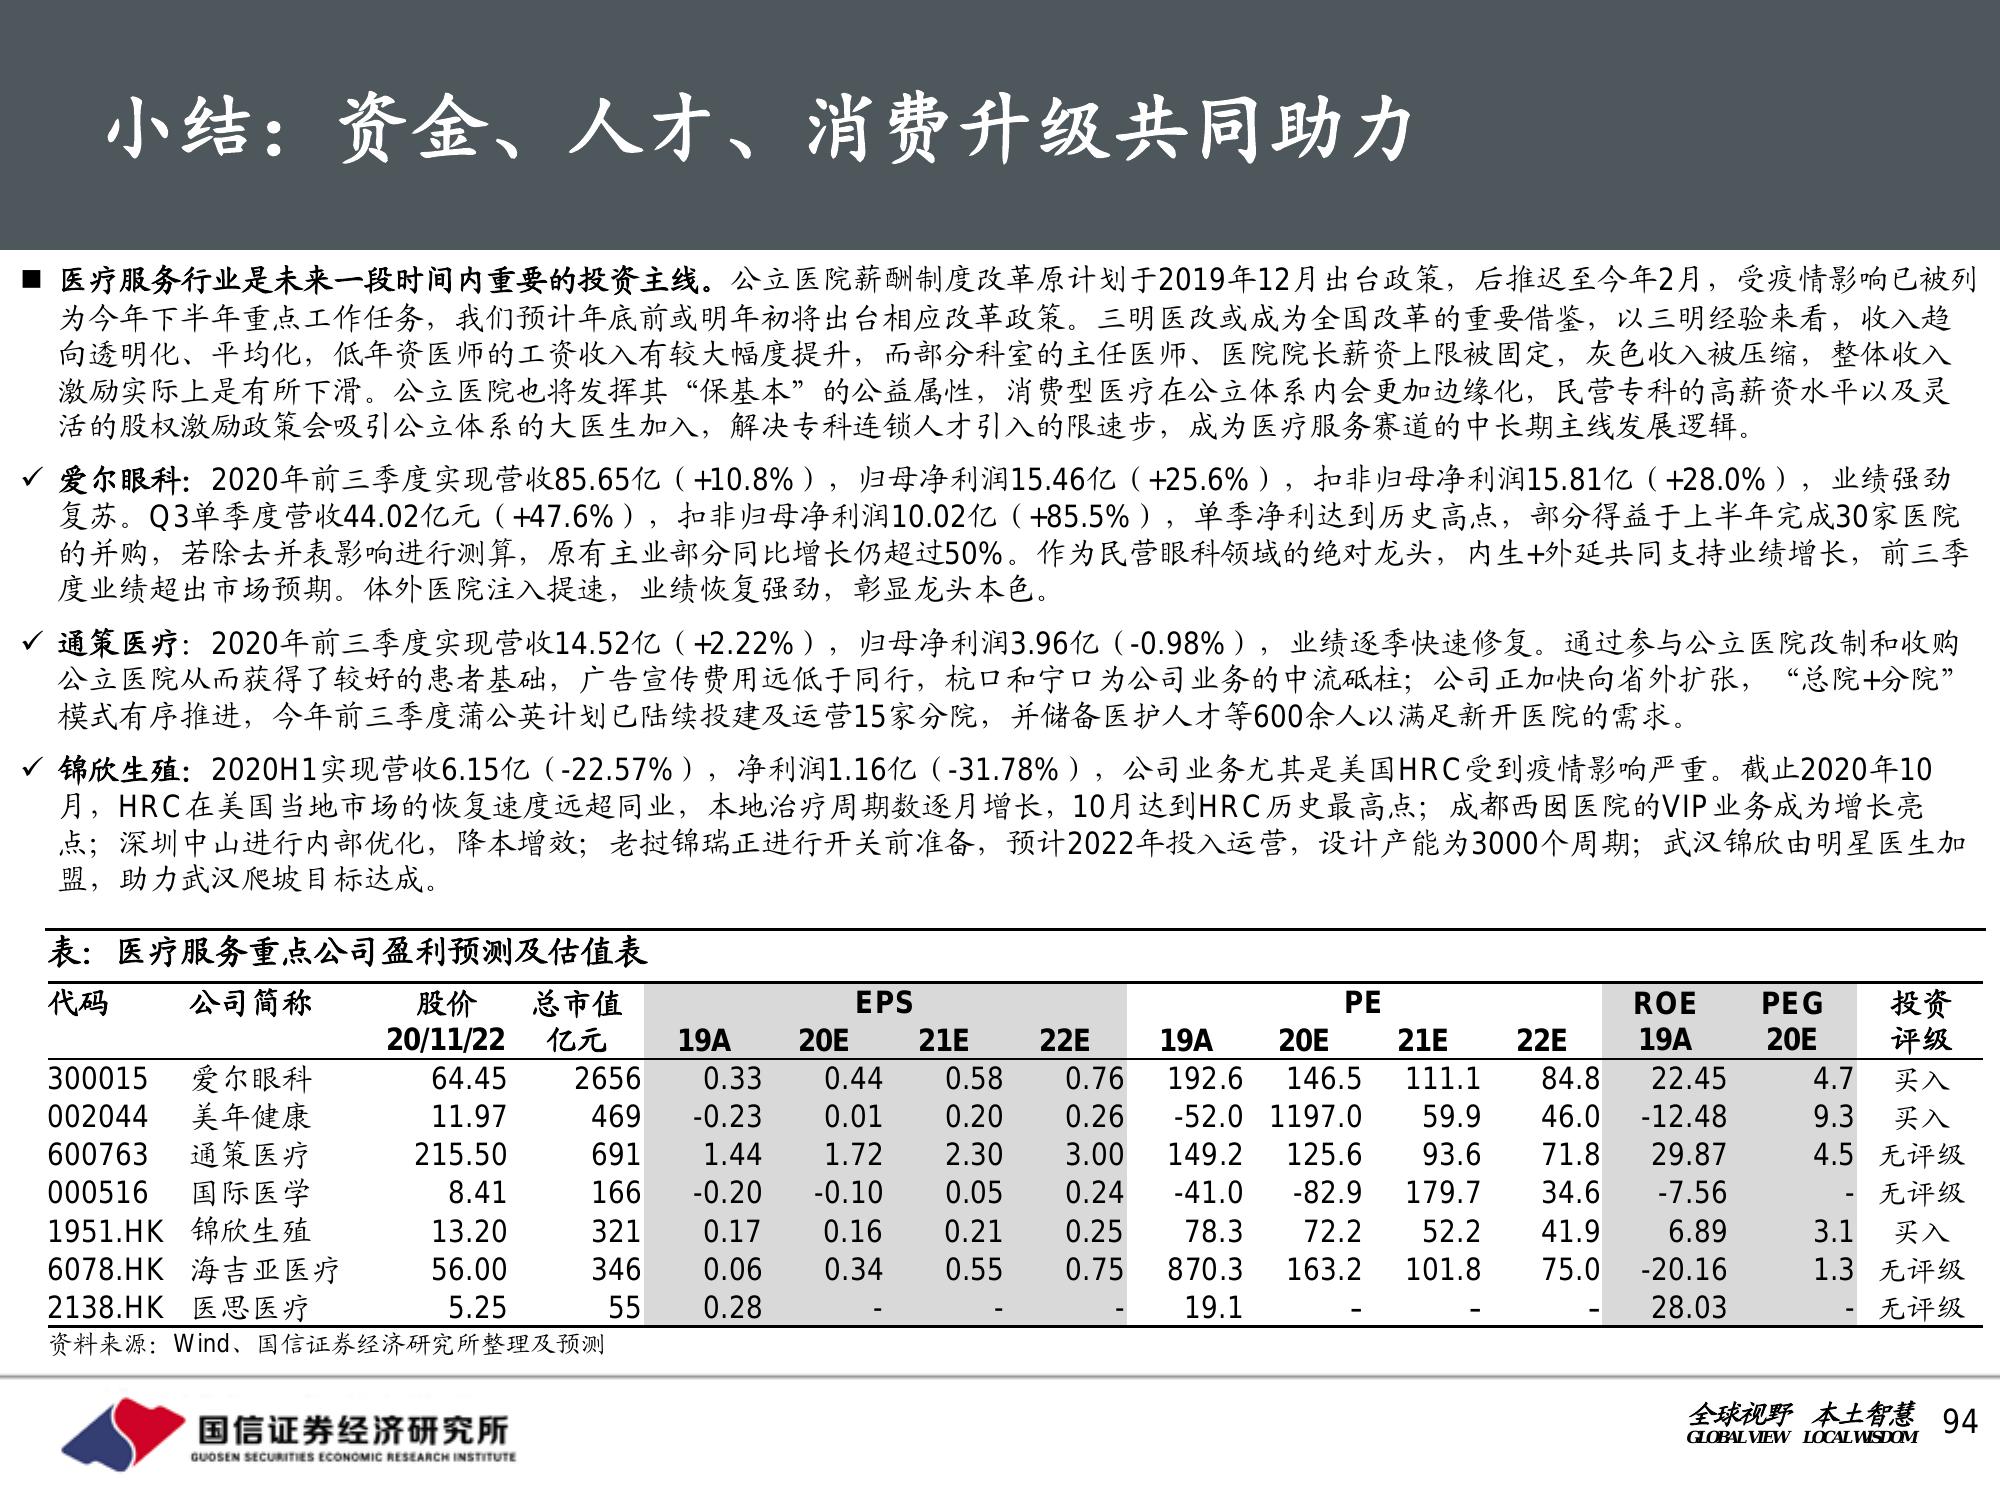 小结：资金、人才、消费升级共同助力
■ 医疗服务行业是未来一段时间内重要的投资主线。公立医院薪酬制度改革原计划于2019年12月出台政策，后推迟至今年2月，受疫情影响已被列
为今年下半年重点工作任务，我们预计年底前或明年初将出台相应改革政策。三明医改或成为全国改革的重要借鉴，以三明经验来看，收入趋
向透明化、平均化，低年资医师的工资收入有较大幅度提升，而部分科室的主任医师、医院院长薪资上限被固定，灰色收入被压缩，整体收入
激励实际上是有所下滑。公立医院也将发挥其“保基本”的公益属性，消费型医疗在公立体系内会更加边缘化，民营专科的高薪资水平以及灵
活的股权激励政策会吸引公立体系的大医生加入，解决专科连锁人才引入的限速步，成为医疗服务赛道的中长期主线发展逻辑。
✓ 爱尔眼科：2020年前三季度实现营收85.65亿（+10.8%），归母净利润15.46亿（+25.6%），扣非归母净利润15.81亿（+28.0%），业绩强劲
复苏。Q3单季度营收44.02亿元（+47.6%），扣非归母净利润10.02亿（+85.5%），单季净利达到历史高点，部分得益于上半年完成30家医院
的并购，若除去并表影响进行测算，原有主业部分同比增长仍超过50%。作为民营眼科领域的绝对龙头，内生+外延共同支持业绩增长，前三季
度业绩超出市场预期。体外医院注入提速，业绩恢复强劲，彰显龙头本色。
✓ 通策医疗：2020年前三季度实现营收14.52亿（+2.22%），归母净利润3.96亿（-0.98%），业绩逐季快速修复。通过参与公立医院改制和收购
公立医院从而获得了较好的患者基础，广告宣传费用远低于同行，杭口和宁口为公司业务的中流砥柱；公司正加快向省外扩张，“总院+分院”
模式有序推进，今年前三季度蒲公英计划已陆续投建及运营15家分院，并储备医护人才等600余人以满足新开医院的需求。
✓ 锦欣生殖：2020H1实现营收6.15亿（-22.57%），净利润1.16亿（-31.78%），公司业务尤其是美国HRC受到疫情影响严重。截止2020年10
月，HRC在美国当地市场的恢复速度远超同业，本地治疗周期数逐月增长，10月达到HRC历史最高点；成都西囡医院的VIP业务成为增长亮
点；深圳中山进行内部优化，降本增效；老挝锦瑞正进行开关前准备，预计2022年投入运营，设计产能为3000个周期；武汉锦欣由明星医生加
盟，助力武汉爬坡目标达成。
表：医疗服务重点公司盈利预测及估值表
代码 公司简称 股价 总市值 EPS PE ROE PEG 投资
20/11/22 亿元 19A 20E 21E 22E 19A 20E 21E 22E 19A 20E 评级
300015 爱尔眼科 64.45 2656 0.33 0.44 0.58 0.76 192.6 146.5 111.1 84.8 22.45 4.7 买入
002044 美年健康 11.97 469 -0.23 0.01 0.20 0.26 -52.0 1197.0 59.9 46.0 -12.48 9.3 买入
600763 通策医疗 215.50 691 1.44 1.72 2.30 3.00 149.2 125.6 93.6 71.8 29.87 4.5 无评级
000516 国际医学 8.41 166 -0.20 -0.10 0.05 0.24 -41.0 -82.9 179.7 34.6 -7.56 - 无评级
1951.HK 锦欣生殖 13.20 321 0.17 0.16 0.21 0.25 78.3 72.2 52.2 41.9 6.89 3.1 买入
6078.HK 海吉亚医疗 56.00 346 0.06 0.34 0.55 0.75 870.3 163.2 101.8 75.0 -20.16 1.3 无评级
2138.HK 医思医疗 5.25 55 0.28 - - - 19.1 - - - 28.03 - 无评级
资料来源：Wind、国信证券经济研究所整理及预测
国信证券经济研究所
GUOSEN SECURITIES ECONOMIC RESEARCH INSTITUTE
全球视野 本土智慧
GLOBAL VIEW LOCAL WISDOM
94